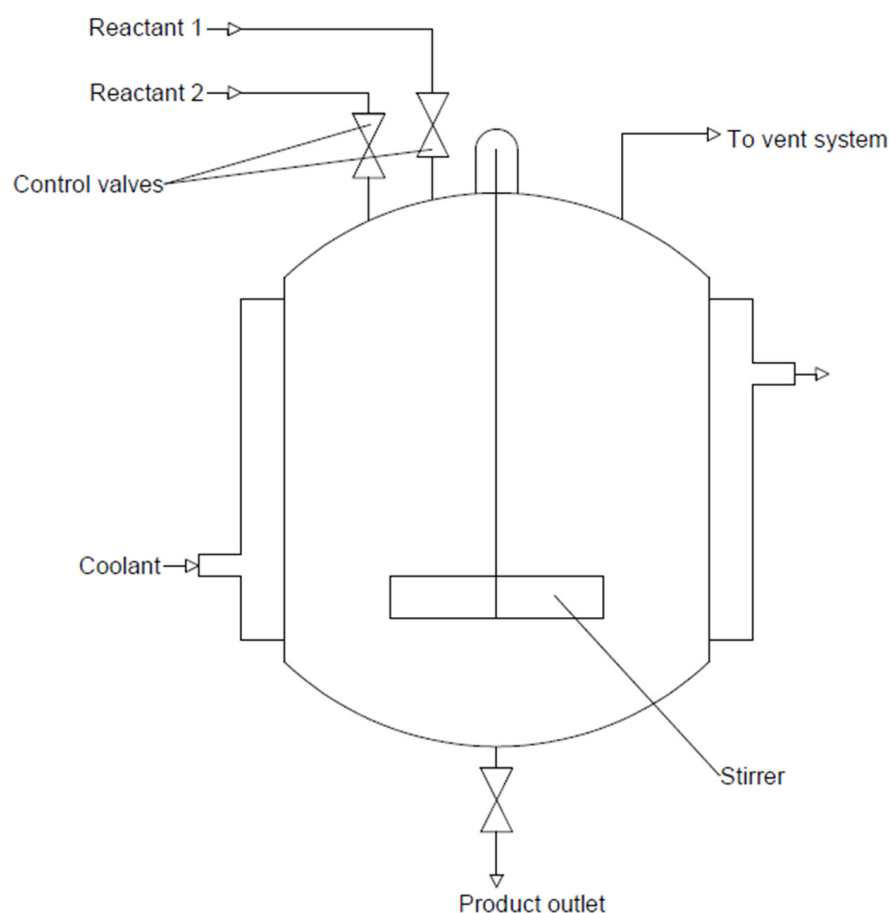 Reactant 1
Reactant 2
To vent system
Control valves
Coolant
Stirrer
Product outlet